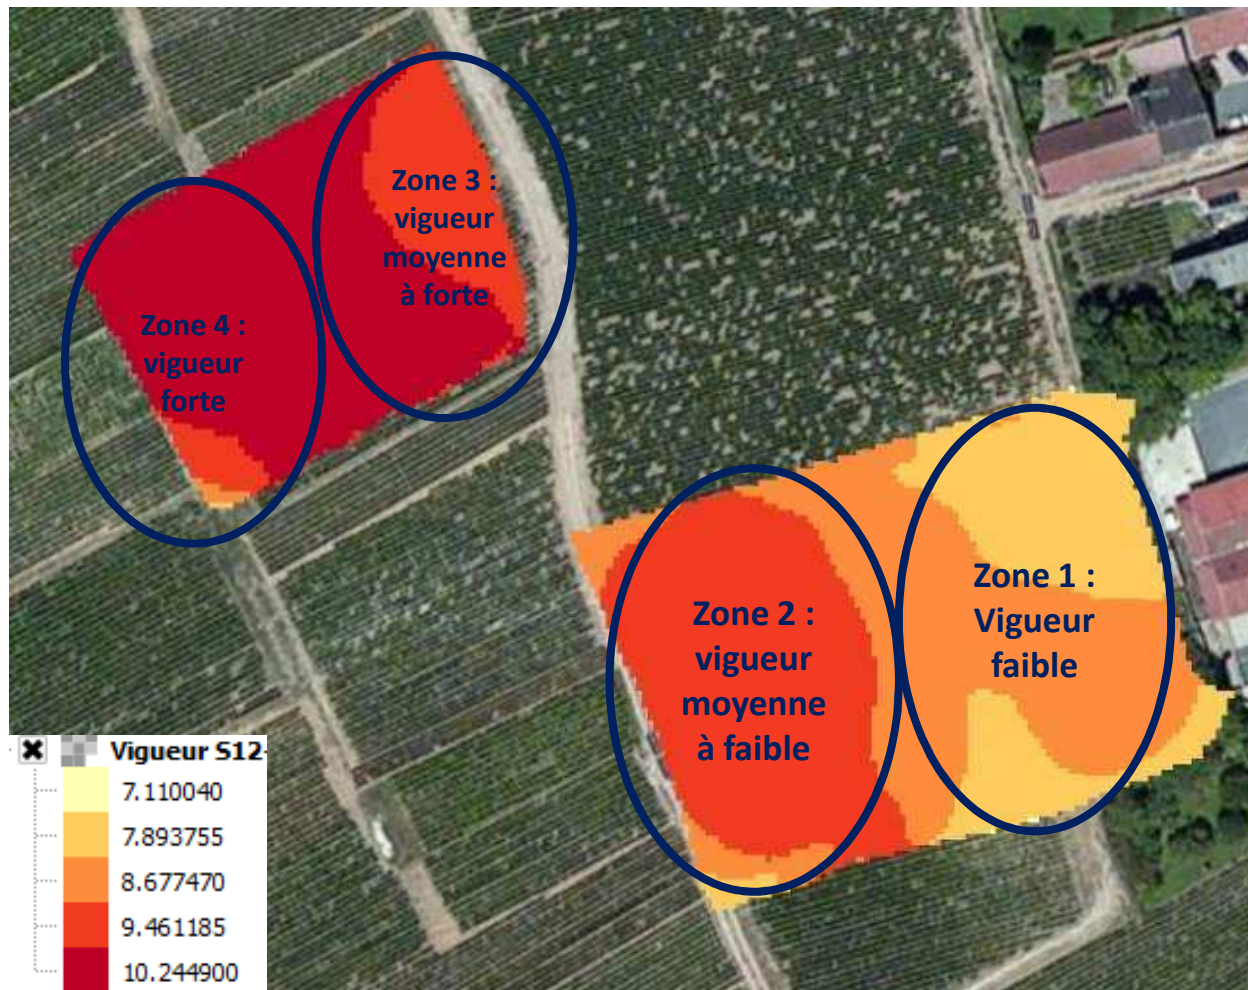 Zone 3 :
vigueur
moyenne
à forte
Zone 4 :
vigueur
forte
Zone 1 :
Vigueur
faible
Zone 2 :
vigueur
moyenne
à faible
Vigueur S12-
7.110040
7.893755
8.677470
9.461185
10.244900